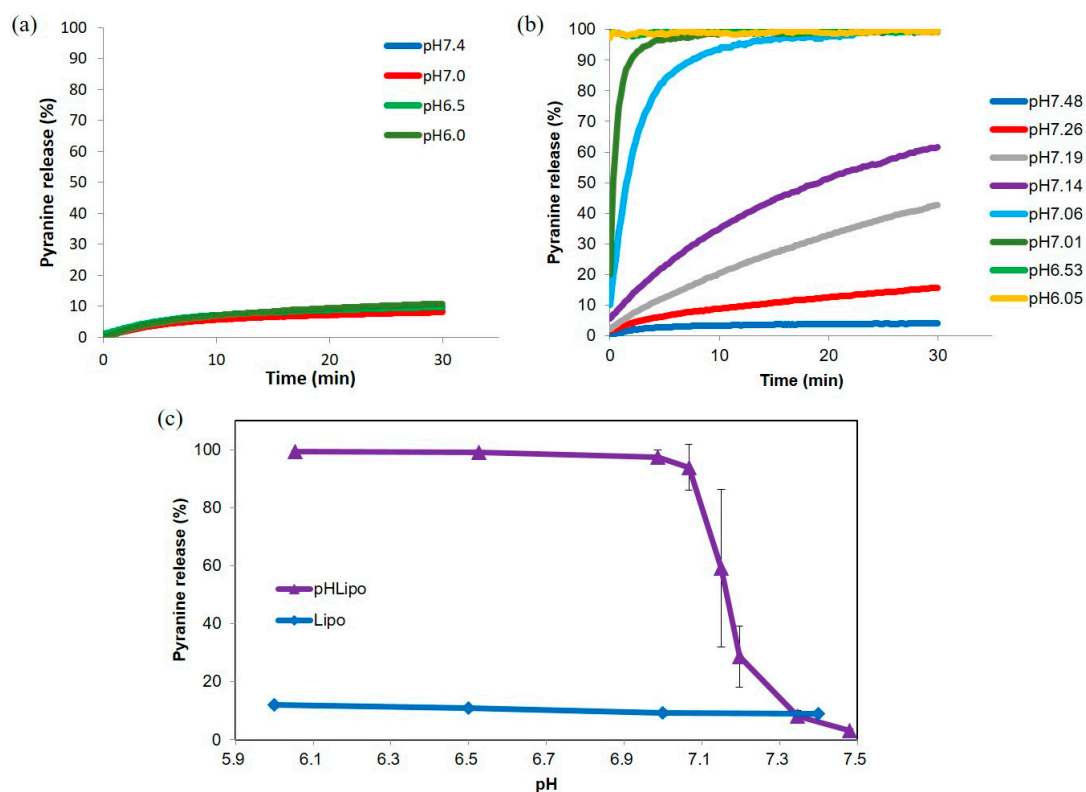 (a)
100
90
80
70
60
50
40
30
20
10
0
Pyranine release (%)
pH7.4
pH7.0
pH6.5
pH6.0
0 10 20 30
Time (min)
(b)
100
90
80
70
60
50
40
30
20
10
0
Pyranine release (%)
pH7.48
pH7.26
pH7.19
pH7.14
pH7.06
pH7.01
pH6.53
pH6.05
0 10 20 30
Time (min)
(c)
100
80
60
40
20
0
Pyranine release (%)
pHLipo
Lipo
5.9 6.1 6.3 6.5 6.7 6.9 7.1 7.3 7.5
pH